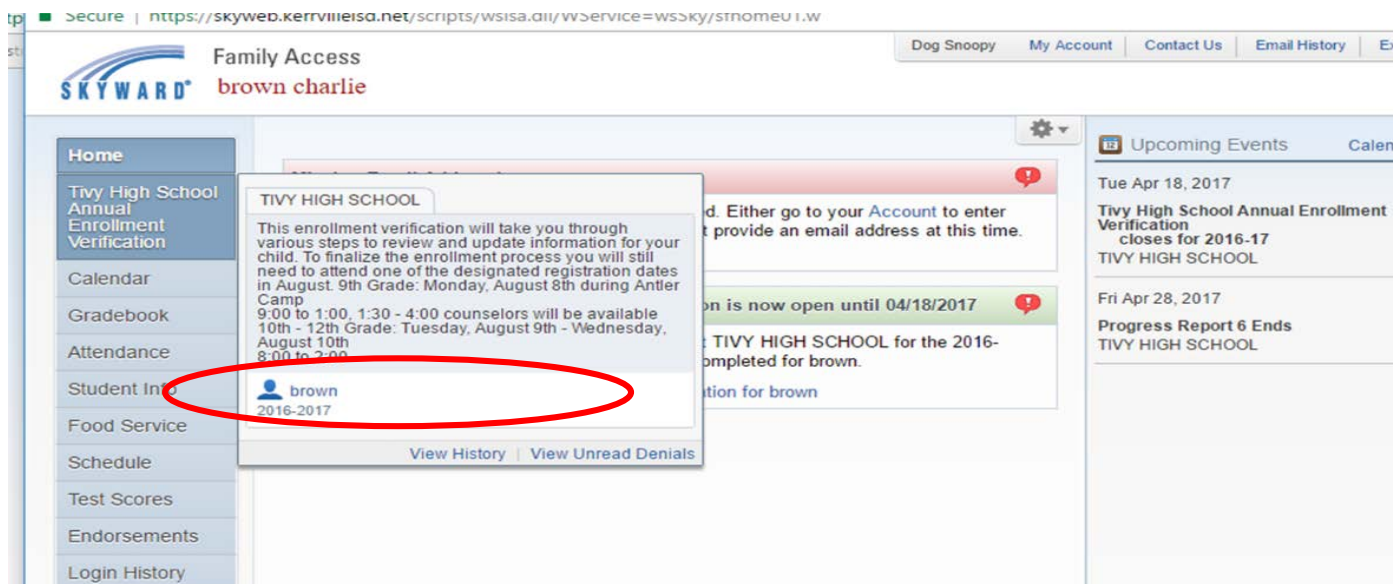 Secure | https://skyweb.kerrvilleisd.net/scripts/wsisa.dll/WService=wsSky/sfhome01.w
Dog Snoopy My Account Contact Us Email History
Family Access
SKYWARD®
brown charlie
Home
Tivy High School
Annual
Enrollment
Verification
Calendar
Gradebook
Attendance
Student Info
Food Service
Schedule
Test Scores
Endorsements
Login History
TIVY HIGH SCHOOL
This enrollment verification will take you through
various steps to review and update information for your
child. To finalize the enrollment process you will still
need to attend one of the designated registration dates
in August. 9th Grade: Monday, August 8th during Antler
Camp
9:00 to 1:00, 1:30 - 4:00 counselors will be available
10th - 12th Grade: Tuesday, August 9th - Wednesday,
August 10th
8:00 to 2:00
brown
2016-2017
View History | View Unread Denials
d. Either go to your Account to enter
t provide an email address at this time.
on is now open until 04/18/2017
TIVY HIGH SCHOOL for the 2016-
ompleted for brown.
ation for brown
12 Upcoming Events
Tue Apr 18, 2017
Tivy High School Annual Enrollment
Verification
closes for 2016-17
TIVY HIGH SCHOOL
Fri Apr 28, 2017
Progress Report 6 Ends
TIVY HIGH SCHOOL